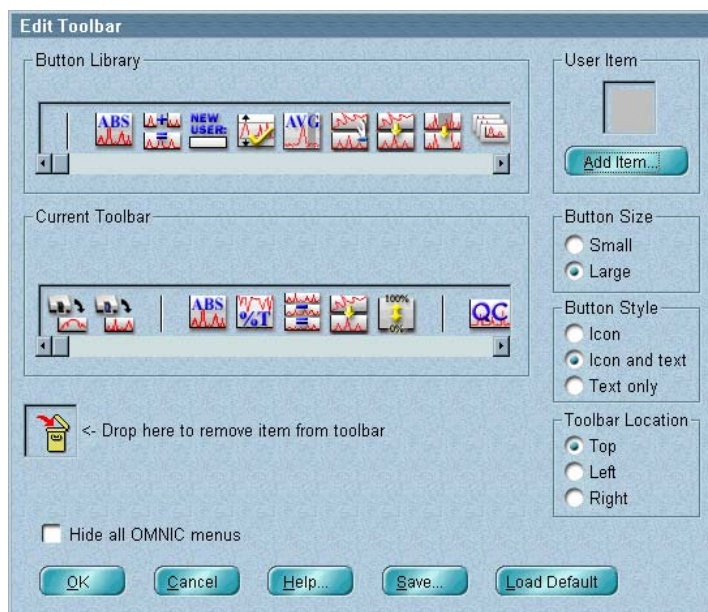 Edit Toolbar
Button Library
ABS
NEW
USER:
AVG
User Item
Add Item...
Current Toolbar
ABS
%T
100%
0%
QC
Button Size
Small
Large
Button Style
Icon
Icon and text
Text only
<- Drop here to remove item from toolbar
Toolbar Location
Top
Left
Right
Hide all OMNIC menus
OK
Cancel
Help...
Save...
Load Default